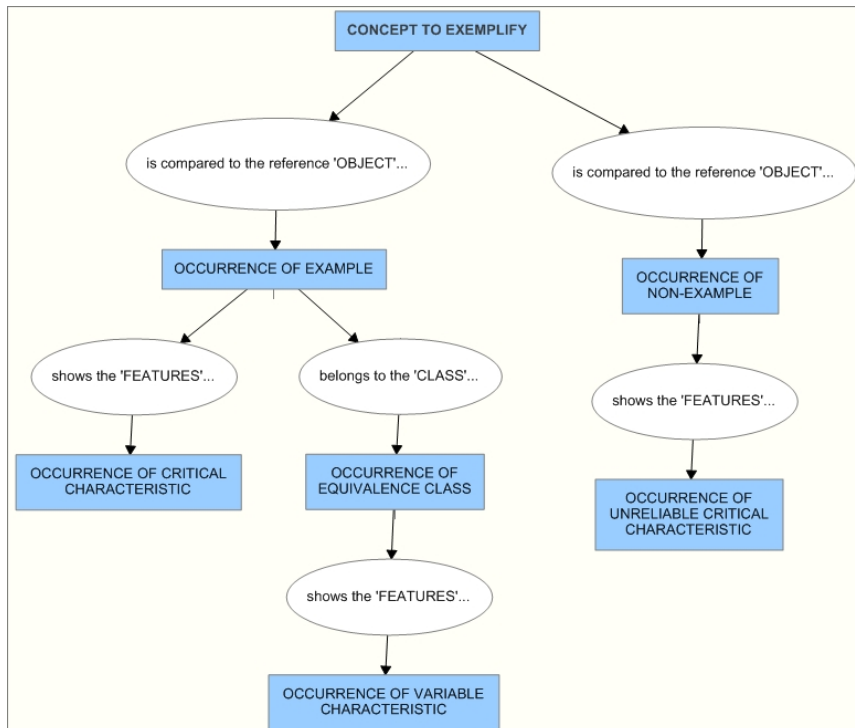 CONCEPT TO EXEMPLIFY
is compared to the reference 'OBJECT'...
is compared to the reference 'OBJECT'...
OCCURRENCE OF EXAMPLE
OCCURRENCE OF
NON-EXAMPLE
shows the 'FEATURES'...
belongs to the 'CLASS'...
shows the 'FEATURES'...
OCCURRENCE OF CRITICAL
CHARACTERISTIC
OCCURRENCE OF
EQUIVALENCE CLASS
OCCURRENCE OF
UNRELIABLE CRITICAL
CHARACTERISTIC
shows the 'FEATURES'...
OCCURRENCE OF VARIABLE
CHARACTERISTIC